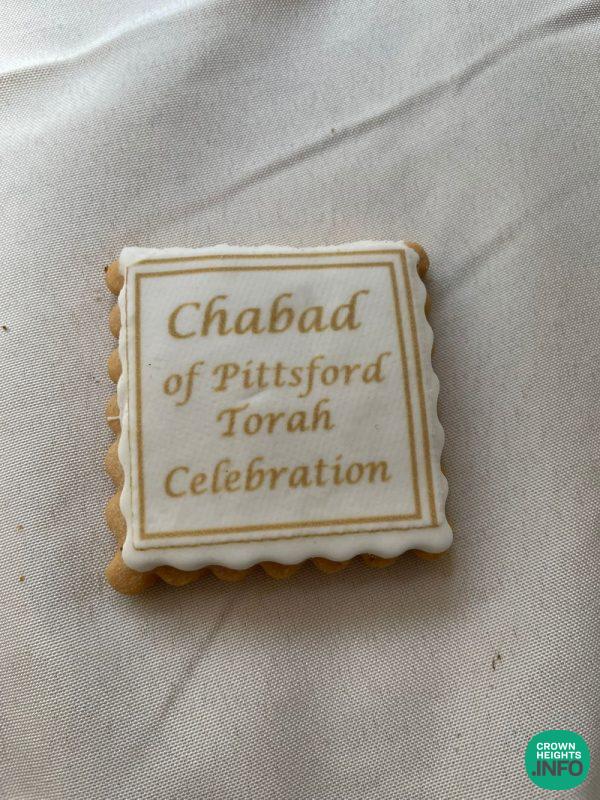 Chabad
of Pittsford
Torah
Celebration
CROWN
HEIGHTS
.INFO